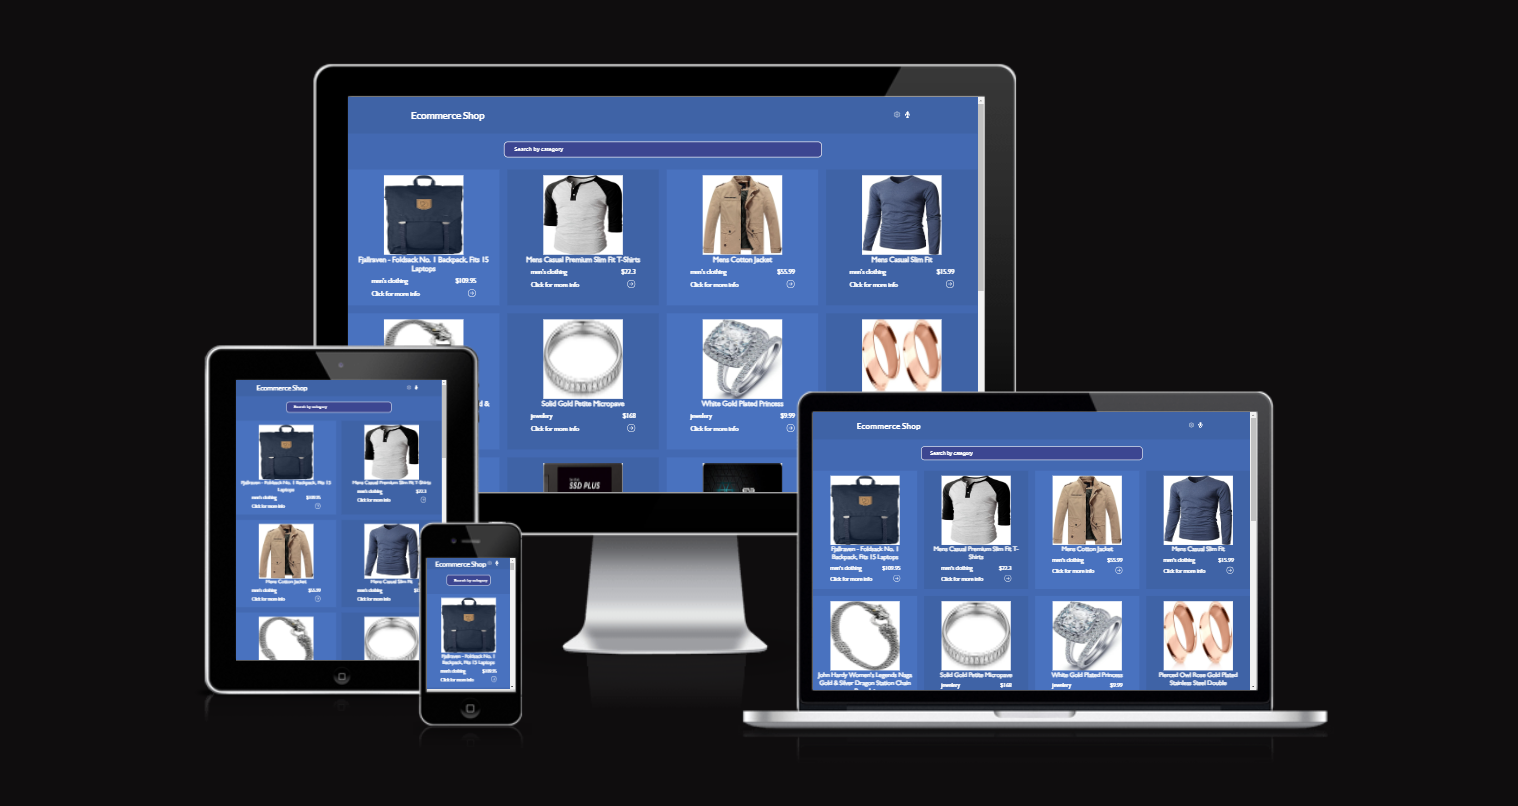 Ecommerce Shop
Search by category
Fjallraven - Foldsack No. 1 Backpack, Fits 15
Laptops
men's clothing $109.95
Click for more info
Mens Casual Premium Slim Fit T-Shirts
men's clothing $22.3
Click for more info
Mens Cotton Jacket
men's clothing $55.99
Click for more info
Mens Casual Slim Fit
men's clothing $15.99
Click for more info
d &
Solid Gold Petite Micropave
jewelery $168
Click for more info
White Gold Plated Princess
jewelery $9.99
Click for more info
SSD PLUS
Ecommerce Shop
Search by category
Fjallraven - Foldsack No. 1 Backpack, Fits 15
Laptops
men's clothing $109.95
Click for more info
Mens Casual Premium Slim Fit T-Shirts
men's clothing $22.3
Click for more info
Mens Cotton Jacket
men's clothing $55.99
Click for more info
Mens Casual Slim Fit
men's clothing
Click for more info
Ecommerce Shop
Search by category
Fjallraven - Foldsack No. 1
Backpack, Fits 15 Laptops
men's clothing $109.95
Click for more info
Ecommerce Shop
Search by category
Fjallraven - Foldsack No. 1
Backpack, Fits 15 Laptops
men's clothing $109.95
Click for more info
Mens Casual Premium Slim Fit T-
Shirts
men's clothing $22.3
Click for more info
Mens Cotton Jacket
men's clothing $55.99
Click for more info
Mens Casual Slim Fit
men's clothing $15.99
Click for more info
John Hardy Women's Legends Naga
Gold & Silver Dragon Station Chain
Solid Gold Petite Micropave
jewelery $168
White Gold Plated Princess
jewelery $9.99
Pierced Owl Rose Gold Plated
Stainless Steel Double